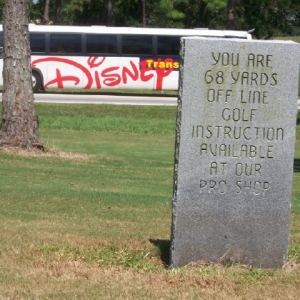 DISNEY
Trans
YOU ARE
68 YARDS
OFF LINE
GOLF
INSTRUCTION
AVAILABLE
AT OUR
PRO SHOP